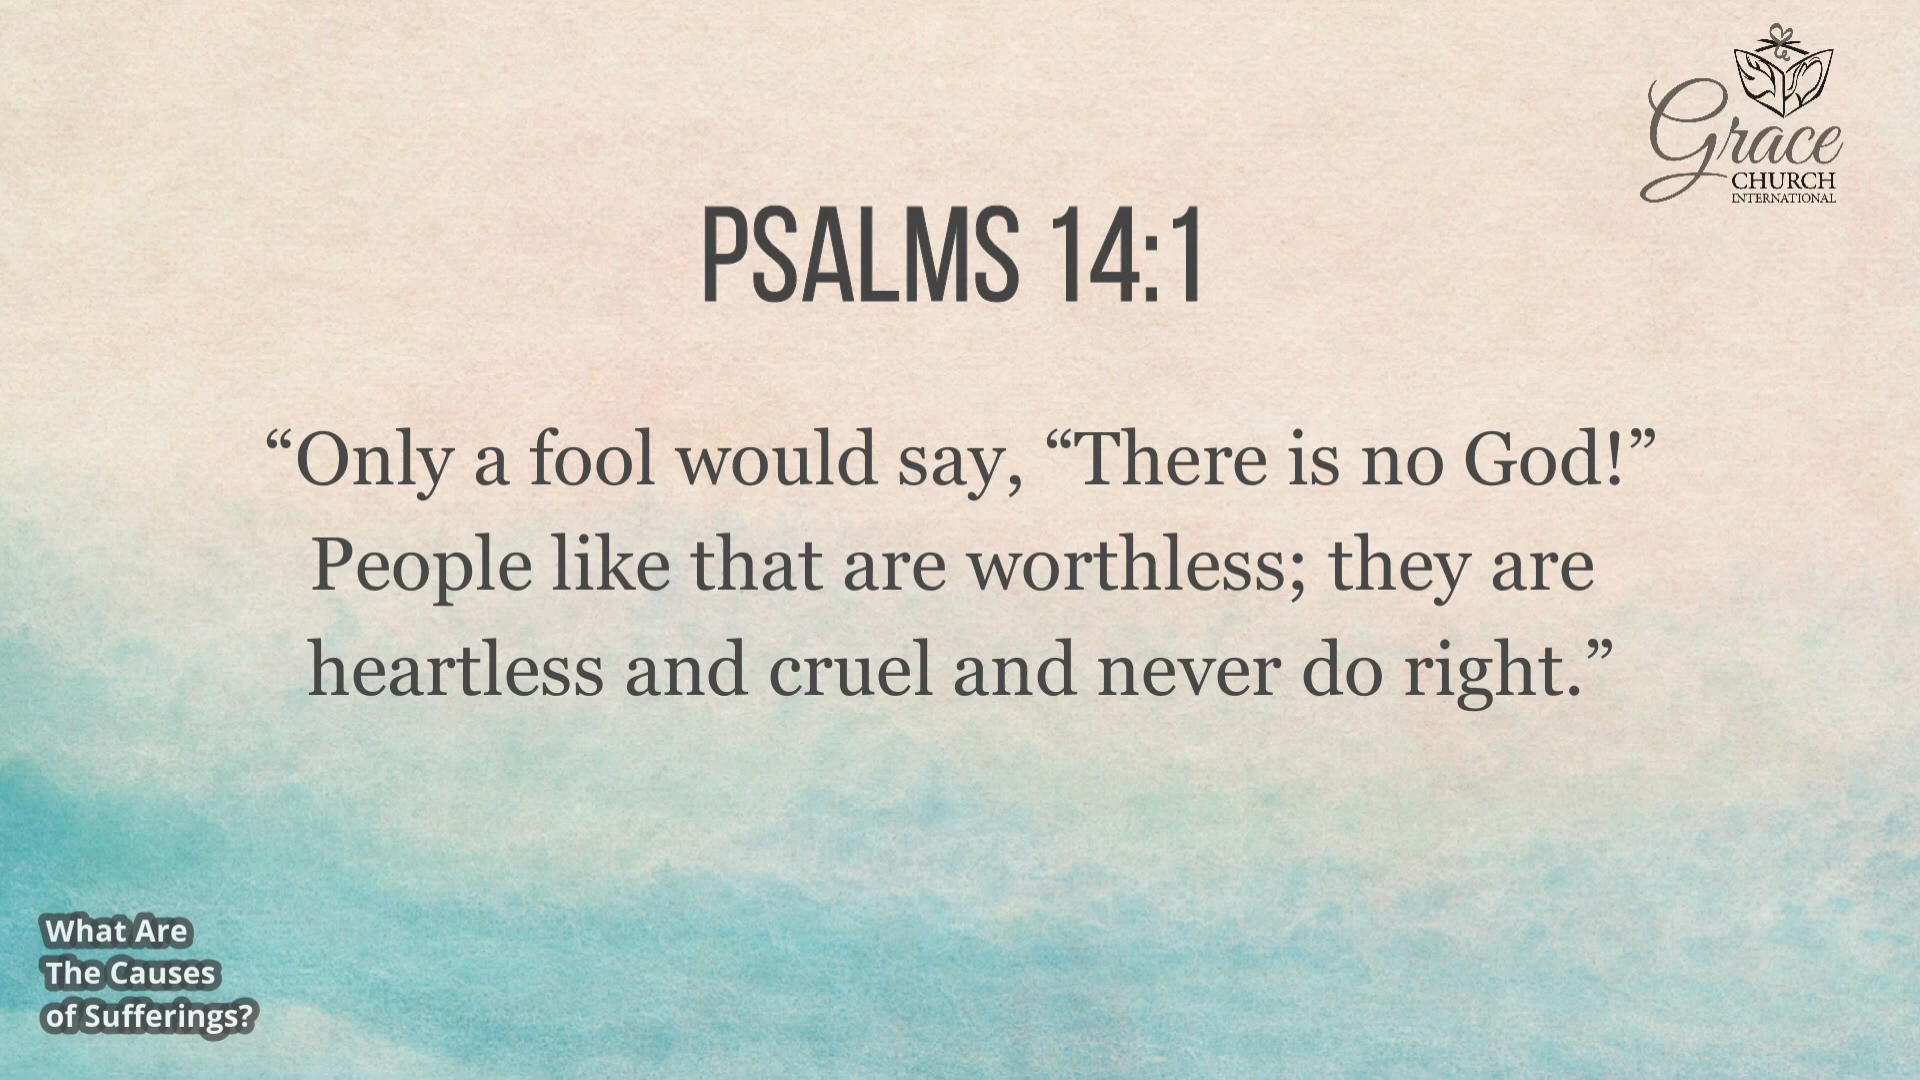 Grace
CHURCH
INTERNATIONAL
PSALMS 14:1
“Only a fool would say, “There is no God!”
People like that are worthless; they are
heartless and cruel and never do right.”
What Are
The Causes
of Sufferings?